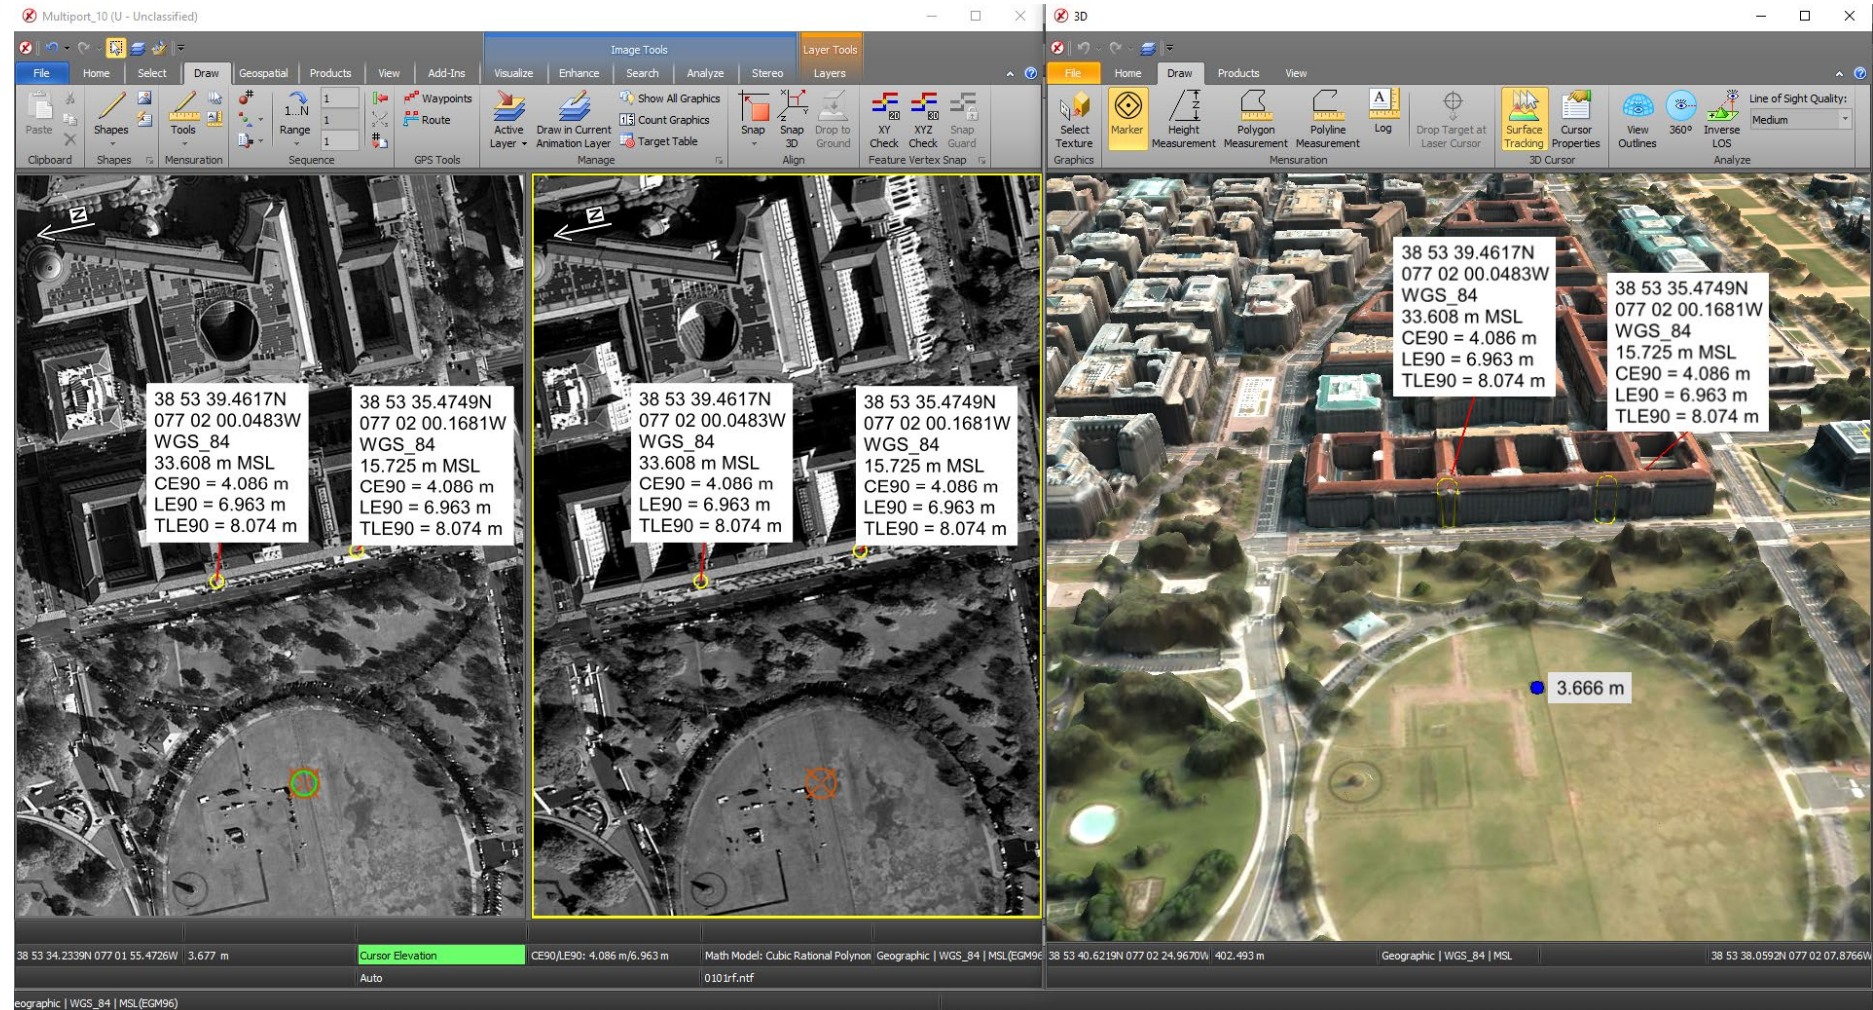 Multiport_10 (U - Unclassified)
3D
Image Tools
Layer Tools
File Home Select Draw Geospatial Products View Add-Ins Visualize Enhance Search Analyze Stereo Layers
File Home Draw Products View
Paste
Clipboard
Shapes
Shapes
Tools
Mensuration
1...N
Range
1
1
1
Sequence
Waypoints
Route
GPS Tools
Active Layer
Draw in Current Animation Layer
Show All Graphics
Count Graphics
Target Table
Manage
Snap
Snap 3D
Drop to Ground
Align
XY Check
XYZ Check
Snap Guard
Feature Vertex Snap
Select Texture
Graphics
Marker
Height Measurement
Polygon Measurement
Polyline Measurement
Log
Drop Target at Laser Cursor
Mensuration
Surface Tracking
Cursor Properties
3D Cursor
View Outlines
360º
Inverse LOS
Line of Sight Quality:
Medium
Analyze
N
38 53 39.4617N
077 02 00.0483W
WGS_84
33.608 m MSL
CE90 = 4.086 m
LE90 = 6.963 m
TLE90 = 8.074 m
38 53 35.4749N
077 02 00.1681W
WGS_84
15.725 m MSL
CE90 = 4.086 m
LE90 = 6.963 m
TLE90 = 8.074 m
N
38 53 39.4617N
077 02 00.0483W
WGS_84
33.608 m MSL
CE90 = 4.086 m
LE90 = 6.963 m
TLE90 = 8.074 m
38 53 35.4749N
077 02 00.1681W
WGS_84
15.725 m MSL
CE90 = 4.086 m
LE90 = 6.963 m
TLE90 = 8.074 m
38 53 39.4617N
077 02 00.0483W
WGS_84
33.608 m MSL
CE90 = 4.086 m
LE90 = 6.963 m
TLE90 = 8.074 m
38 53 35.4749N
077 02 00.1681W
WGS_84
15.725 m MSL
CE90 = 4.086 m
LE90 = 6.963 m
TLE90 = 8.074 m
3.666 m
38 53 34.2339N 077 01 55.4726W 3.677 m Cursor Elevation CE90/LE90: 4.086 m/6.963 m Math Model: Cubic Rational Polynon Geographic | WGS_84 | MSL(EGM96
Auto 0101rf.ntf
38 53 40.6219N 077 02 24.9670W 402.493 m Geographic | WGS_84 | MSL 38 53 38.0592N 077 02 07.8766W
eographic | WGS_84 | MSL(EGM96)